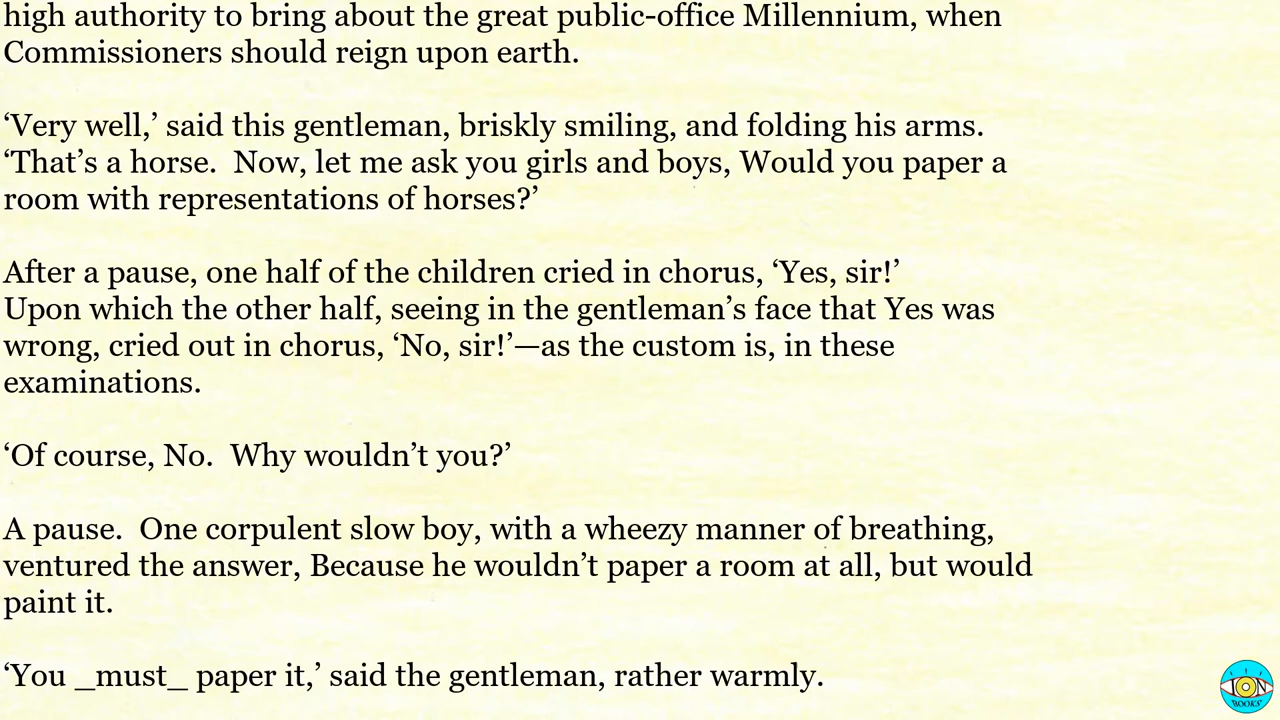 high authority to bring about the great public-office Millennium, when
Commissioners should reign upon earth.
‘Very well,’ said this gentleman, briskly smiling, and folding his arms.
‘That’s a horse.  Now, let me ask you girls and boys, Would you paper a
room with representations of horses?’
After a pause, one half of the children cried in chorus, ‘Yes, sir!’
Upon which the other half, seeing in the gentleman’s face that Yes was
wrong, cried out in chorus, ‘No, sir!’—as the custom is, in these
examinations.
‘Of course, No.  Why wouldn’t you?’
A pause.  One corpulent slow boy, with a wheezy manner of breathing,
ventured the answer, Because he wouldn’t paper a room at all, but would
paint it.
‘You _must_ paper it,’ said the gentleman, rather warmly.
ION
BOOKS